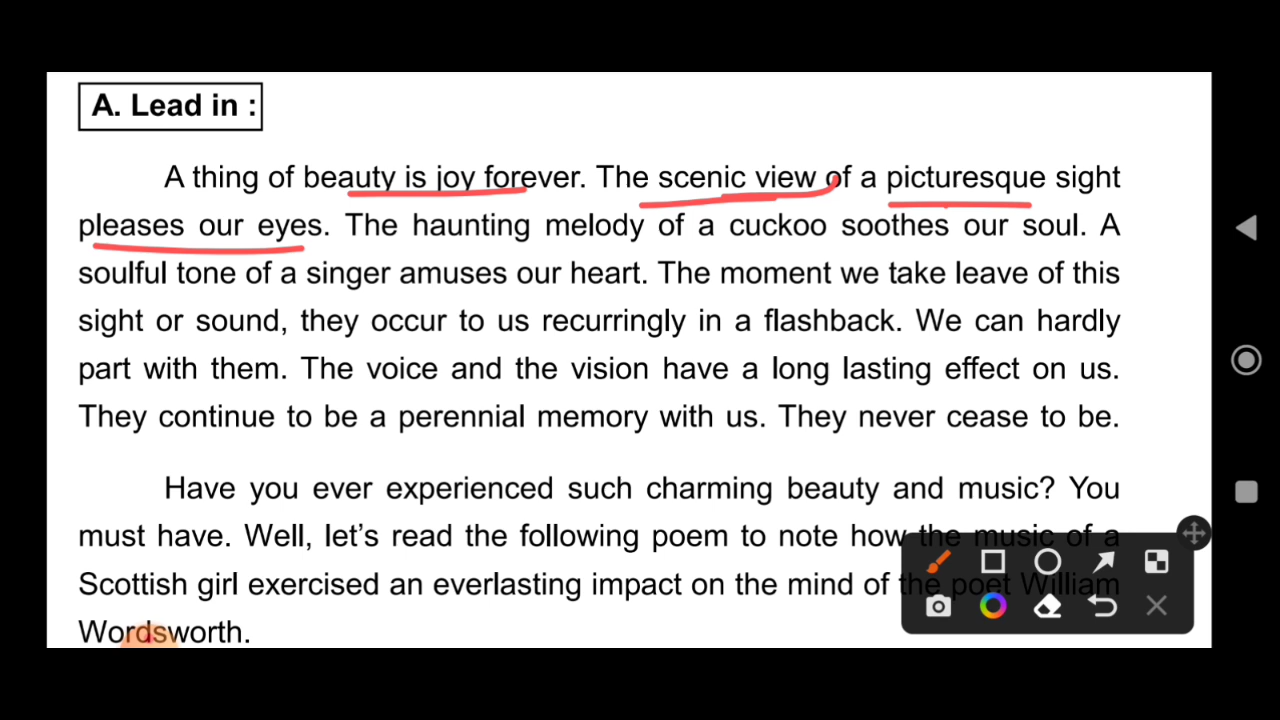 A. Lead in :
A thing of beauty is joy forever. The scenic view of a picturesque sight
pleases our eyes. The haunting melody of a cuckoo soothes our soul. A
soulful tone of a singer amuses our heart. The moment we take leave of this
sight or sound, they occur to us recurringly in a flashback. We can hardly
part with them. The voice and the vision have a long lasting effect on us.
They continue to be a perennial memory with us. They never cease to be.
Have you ever experienced such charming beauty and music? You
must have. Well, let's read the following poem to note how the music of a
Scottish girl exercised an everlasting impact on the mind of the poet William
Wordsworth.